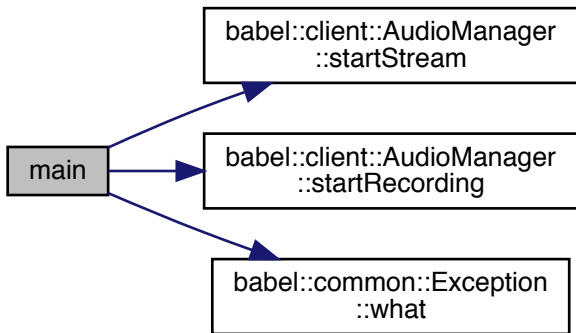 babel::client::AudioManager
::startStream
main
babel::client::AudioManager
::startRecording
babel::common::Exception
::what